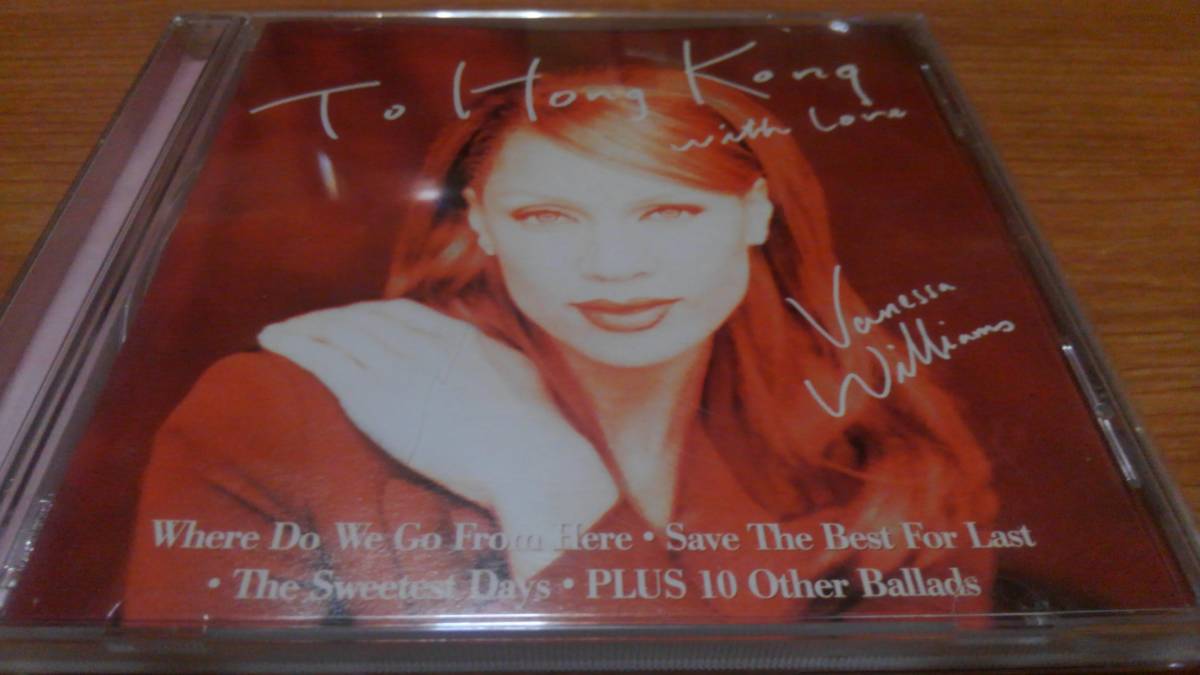 To Hong Kong
with Love
Vanessa
Williams
Where Do We Go From Here • Save The Best For Last
• The Sweetest Days • PLUS 10 Other Ballads